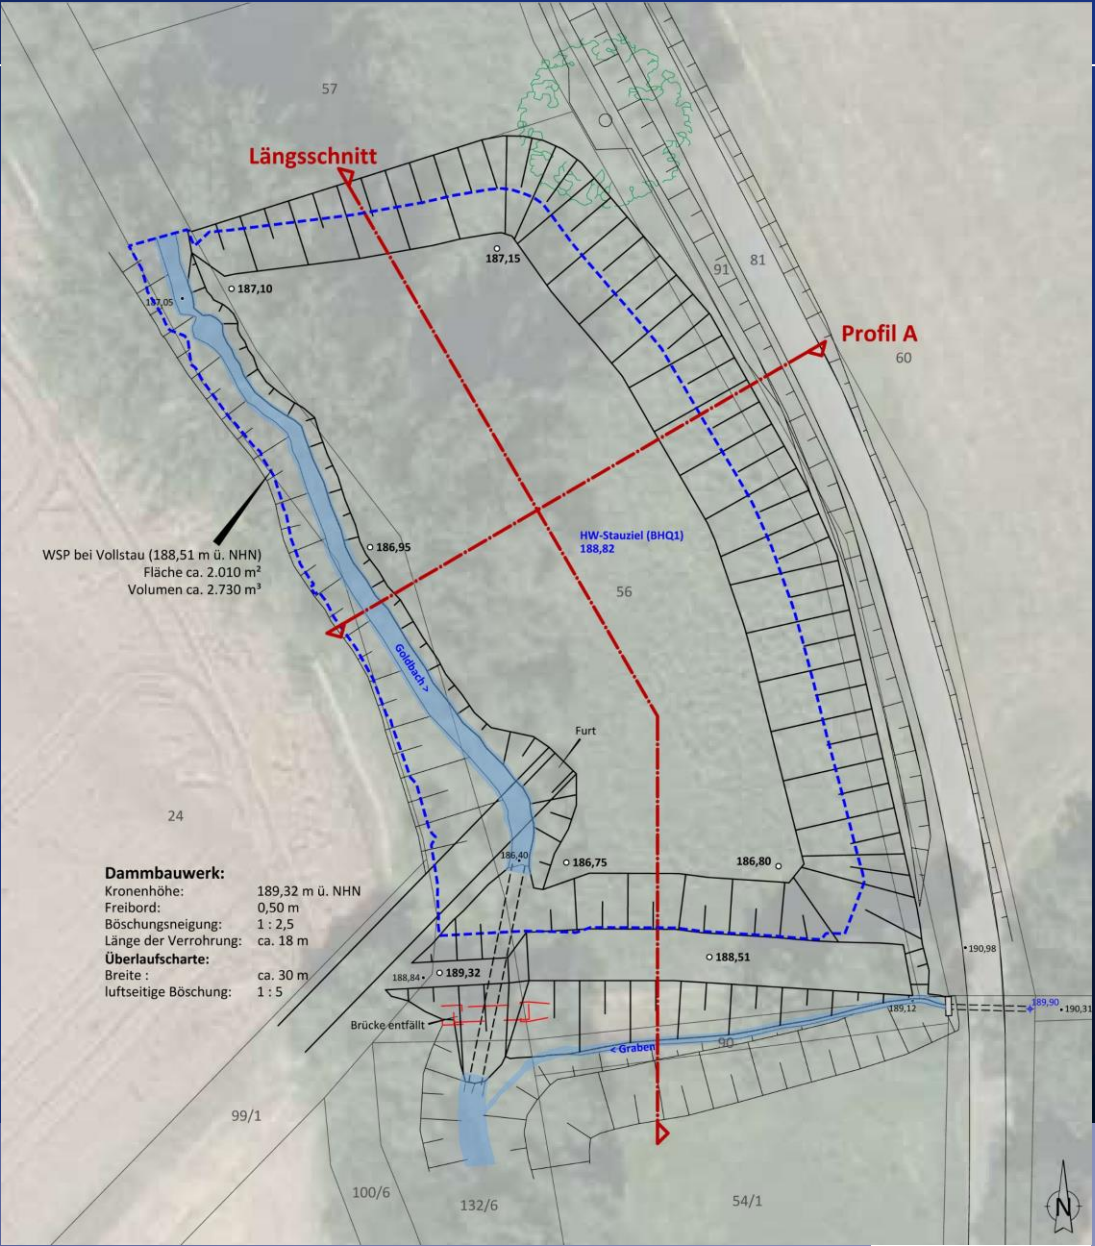 57
Längsschnitt
81
91
187,15
187,10
187,05
Profil A
60
WSP bei Vollstau (188,51 m ü. NHN)
Fläche ca. 2.010 m²
Volumen ca. 2.730 m³
186,95
HW-Stauziel (BHQ1)
188,82
56
Goldbach >
Furt
24
186,40
186,75
186,80
Dammbauwerk:
Kronenhöhe: 189,32 m ü. NHN
Freibord: 0,50 m
Böschungsneigung: 1 : 2,5
Länge der Verrohrung: ca. 18 m
Überlaufscharte:
Breite : ca. 30 m
luftseitige Böschung: 1 : 5
188,51
190,98
188,84
189,32
189,12
189,90
190,31
Brücke entfällt
< Graben
90
99/1
100/6
132/6
54/1
N